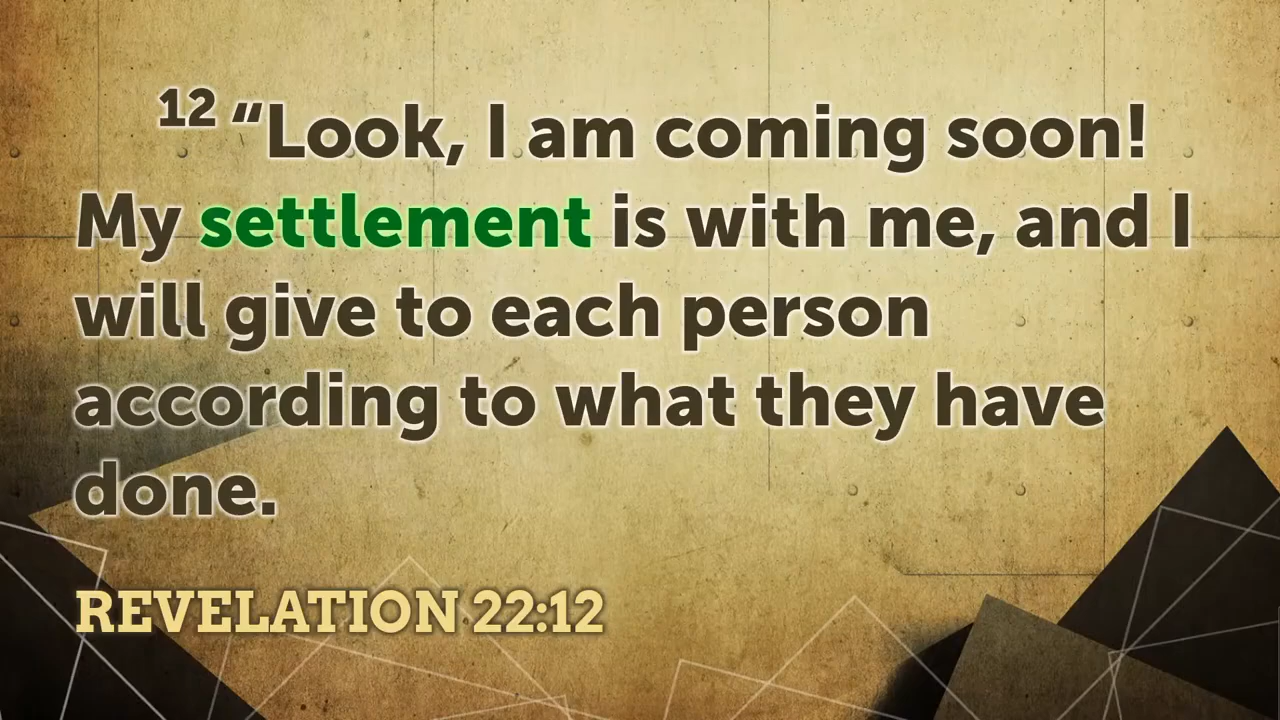 12 “Look, I am coming soon!
My settlement is with me, and I
will give to each person
according to what they have
done.
REVELATION 22:12